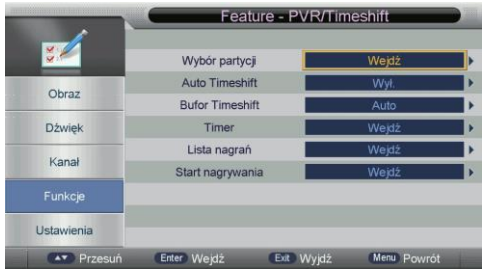 Feature - PVR/Timeshift
Wybór partycji Wejdź
Auto Timeshift Wył.
Bufor Timeshift Auto
Timer Wejdź
Lista nagrań Wejdź
Start nagrywania Wejdź
Obraz
Dźwięk
Kanał
Funkcje
Ustawienia
Przesuń Enter Wejdź Exit Wyjdź Menu Powrót